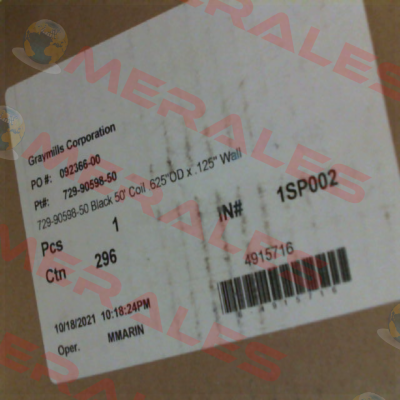 Graymills Corporation
PO #: 092366-00
Pt#: 729-90598-50
729-90598-50 Black 50' Coil .625"OD x .125" Wall
Pcs 1 IN# 1SP002
Ctn 296
4915716
10/18/2021 10:18:24PM
Oper. MMARIN
MERALES
MERALES
MERALES